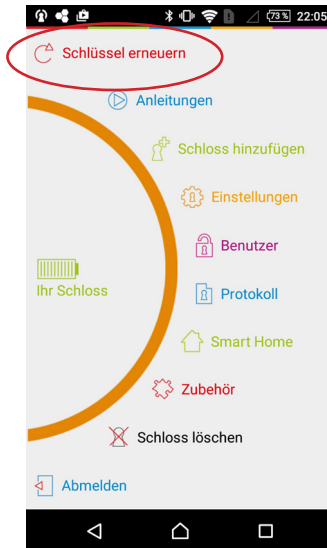 73% 22:05
Schlüssel erneuern
Anleitungen
Schloss hinzufügen
Einstellungen
Benutzer
Ihr Schloss
Protokoll
Smart Home
Zubehör
Schloss löschen
Abmelden